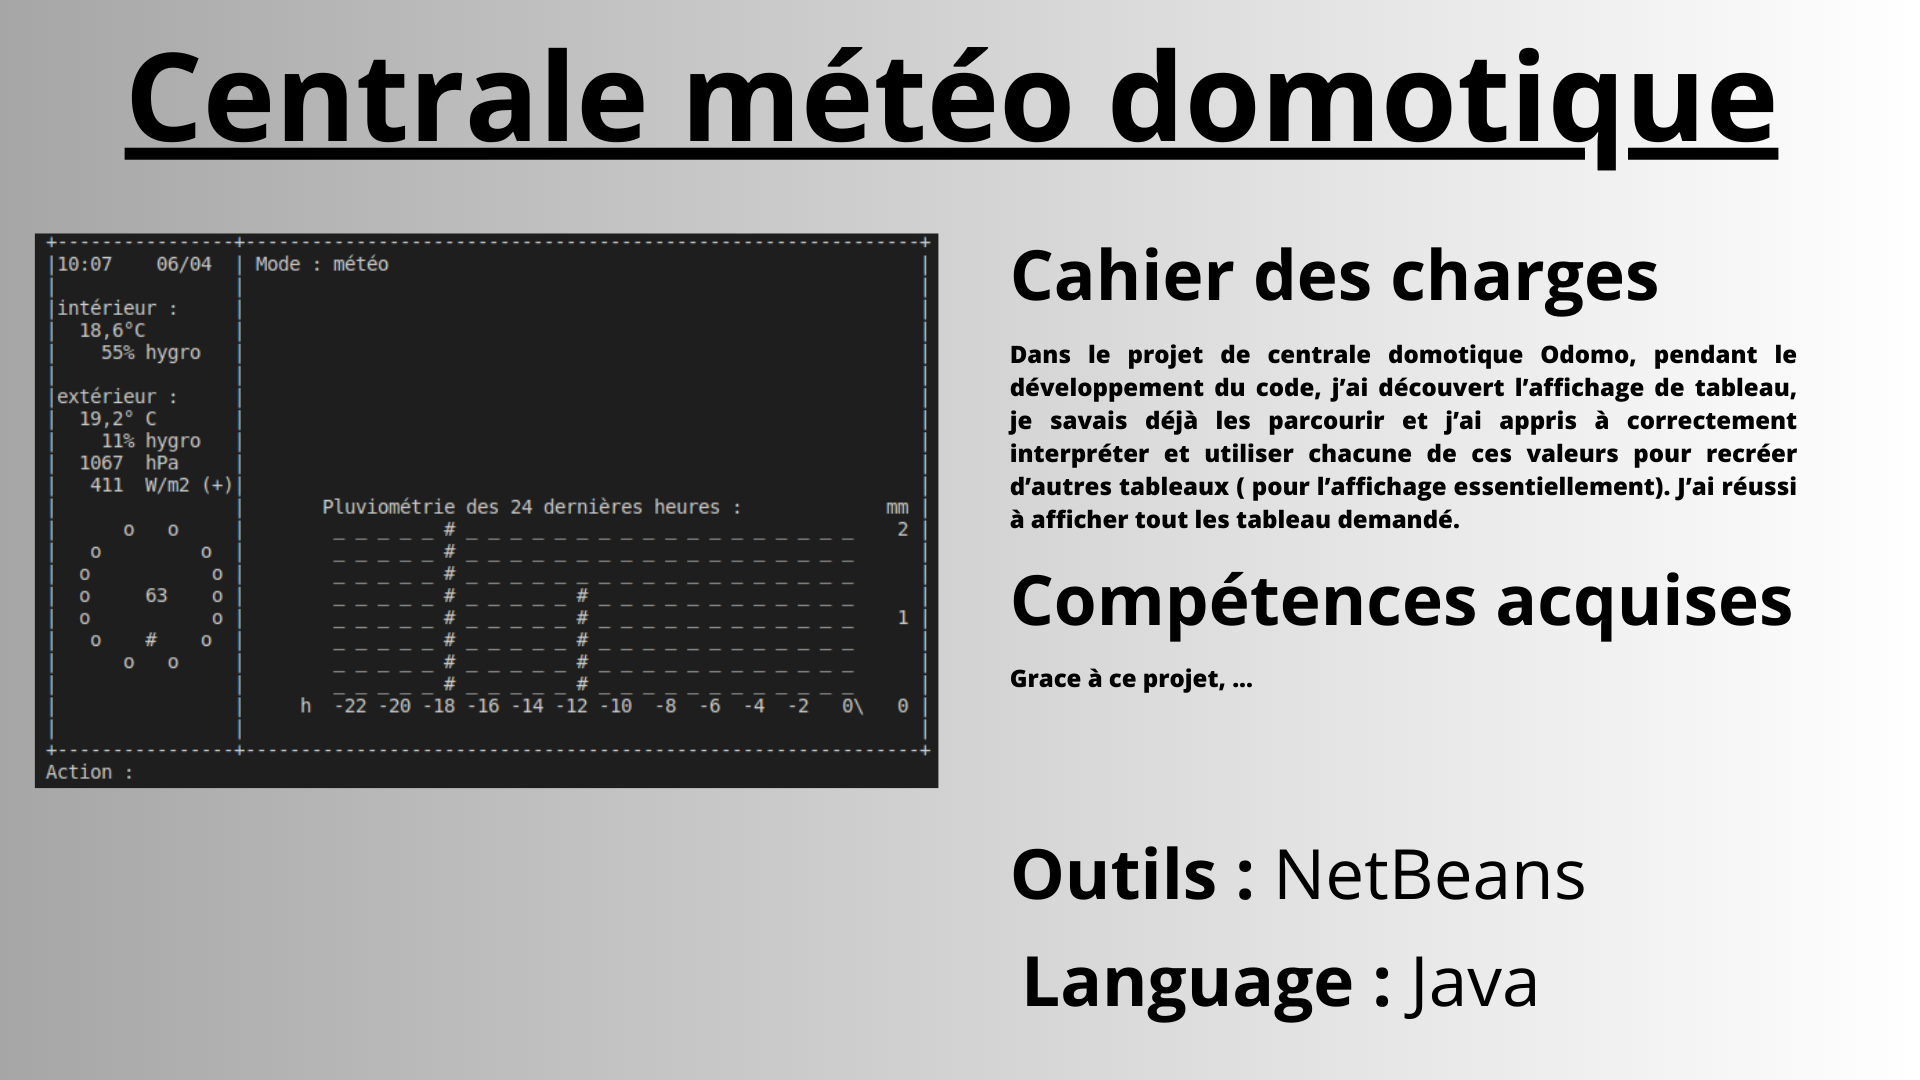 Centrale météo domotique
+----------------+-------------------------------------------------------------+
|10:07    06/04  | Mode : météo                                                |
|                |                                                             |
|intérieur :     |                                                             |
|  18,6°C        |                                                             |
|    55% hygro   |                                                             |
|                |                                                             |
|extérieur :     |                                                             |
|  19,2° C       |                                                             |
|    11% hygro   |                                                             |
|  1067  hPa     |                                                             |
|   411  W/m2 (+)|                                                             |
|                |       Pluviométrie des 24 dernières heures :             mm |
|      o   o     |        _ _ _ _ _ # _ _ _ _ _ _ _ _ _ _ _ _ _ _ _ _ _ _    2 |
|   o         o  |        _ _ _ _ _ # _ _ _ _ _ _ _ _ _ _ _ _ _ _ _ _ _ _      |
|  o           o |        _ _ _ _ _ # _ _ _ _ _ _ _ _ _ _ _ _ _ _ _ _ _ _      |
|  o     63    o |        _ _ _ _ _ # _ _ _ _ _ # _ _ _ _ _ _ _ _ _ _ _ _      |
|  o           o |        _ _ _ _ _ # _ _ _ _ _ # _ _ _ _ _ _ _ _ _ _ _ _    1 |
|   o    #    o  |        _ _ _ _ _ # _ _ _ _ _ # _ _ _ _ _ _ _ _ _ _ _ _      |
|      o   o     |        _ _ _ _ _ # _ _ _ _ _ # _ _ _ _ _ _ _ _ _ _ _ _      |
|                |        _ _ _ _ _ # _ _ _ _ _ # _ _ _ _ _ _ _ _ _ _ _ _      |
|                |     h  -22 -20 -18 -16 -14 -12 -10  -8  -6  -4  -2   0\   0 |
|                |                                                             |
+----------------+-------------------------------------------------------------+
Action :
Cahier des charges
Dans le projet de centrale domotique Odomo, pendant le
développement du code, j’ai découvert l’affichage de tableau,
je savais déjà les parcourir et j’ai appris à correctement
interpréter et utiliser chacune de ces valeurs pour recréer
d’autres tableaux ( pour l’affichage essentiellement). J’ai réussi
à afficher tout les tableau demandé.
Compétences acquises
Grace à ce projet, ...
Outils : NetBeans
Language : Java